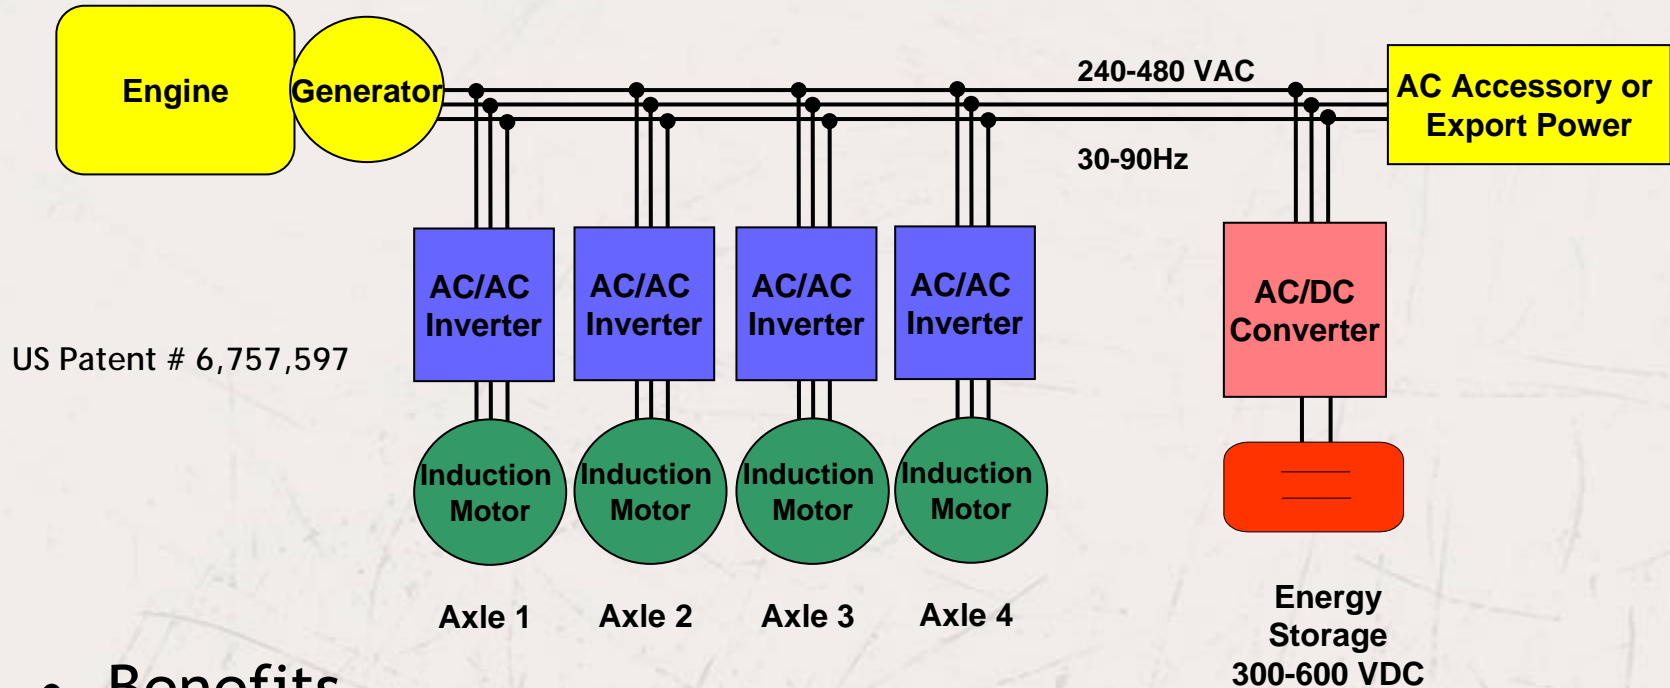 Engine
Generator
240-480 VAC
30-90Hz
AC Accessory or
Export Power
AC/AC
Inverter
AC/AC
Inverter
AC/AC
Inverter
AC/AC
Inverter
AC/DC
Converter
US Patent # 6,757,597
Induction
Motor
Induction
Motor
Induction
Motor
Induction
Motor
Axle 1
Axle 2
Axle 3
Axle 4
Energy
Storage
300-600 VDC
• Benefits